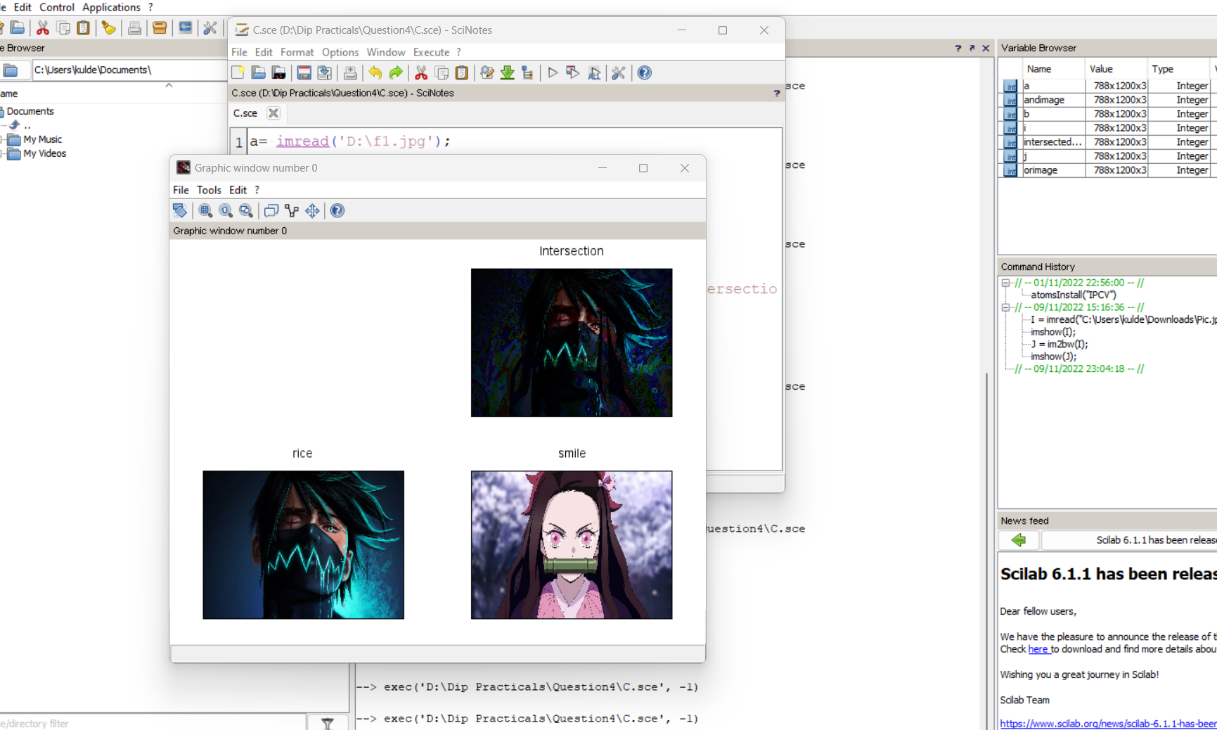 le Edit Control Applications ?
e Browser
C:\Users\kulde\Documents\
ame
Documents
..
My Music
My Videos
e/directory filter
C.sce (D:\Dip Practicals\Question4\C.sce) - SciNotes
File Edit Format Options Window Execute ?
C.sce (D:\Dip Practicals\Question4\C.sce) - SciNotes ?
C.sce
1 a= imread('D:\f1.jpg');
ersectio
Graphic window number 0
File Tools Edit ?
Graphic window number 0
Intersection
rice
smile
? 
sce
sce
sce
sce
uestion4\C.sce
--> exec('D:\Dip Practicals\Question4\C.sce', -1)
--> exec('D:\Dip Practicals\Question4\C.sce', -1)
Variable Browser
Name Value Type
a 788x1200x3 Integer
andimage 788x1200x3 Integer
b 788x1200x3 Integer
i 788x1200x3 Integer
intersected... 788x1200x3 Integer
j 788x1200x3 Integer
orimage 788x1200x3 Integer
Command History
// -- 01/11/2022 22:56:00 -- //
atomsInstall("IPCV")
// -- 09/11/2022 15:16:36 -- //
I = imread("C:\Users\kulde\Downloads\Pic.jp
imshow(I);
J = im2bw(I);
imshow(J);
// -- 09/11/2022 23:04:18 -- //
News feed
Scilab 6.1.1 has been release
Scilab 6.1.1 has been releas
Dear fellow users,
We have the pleasure to announce the release of t
Check here to download and find more details abou
Wishing you a great journey in Scilab!
Scilab Team
https://www.scilab.org/news/scilab-6.1.1-has-been